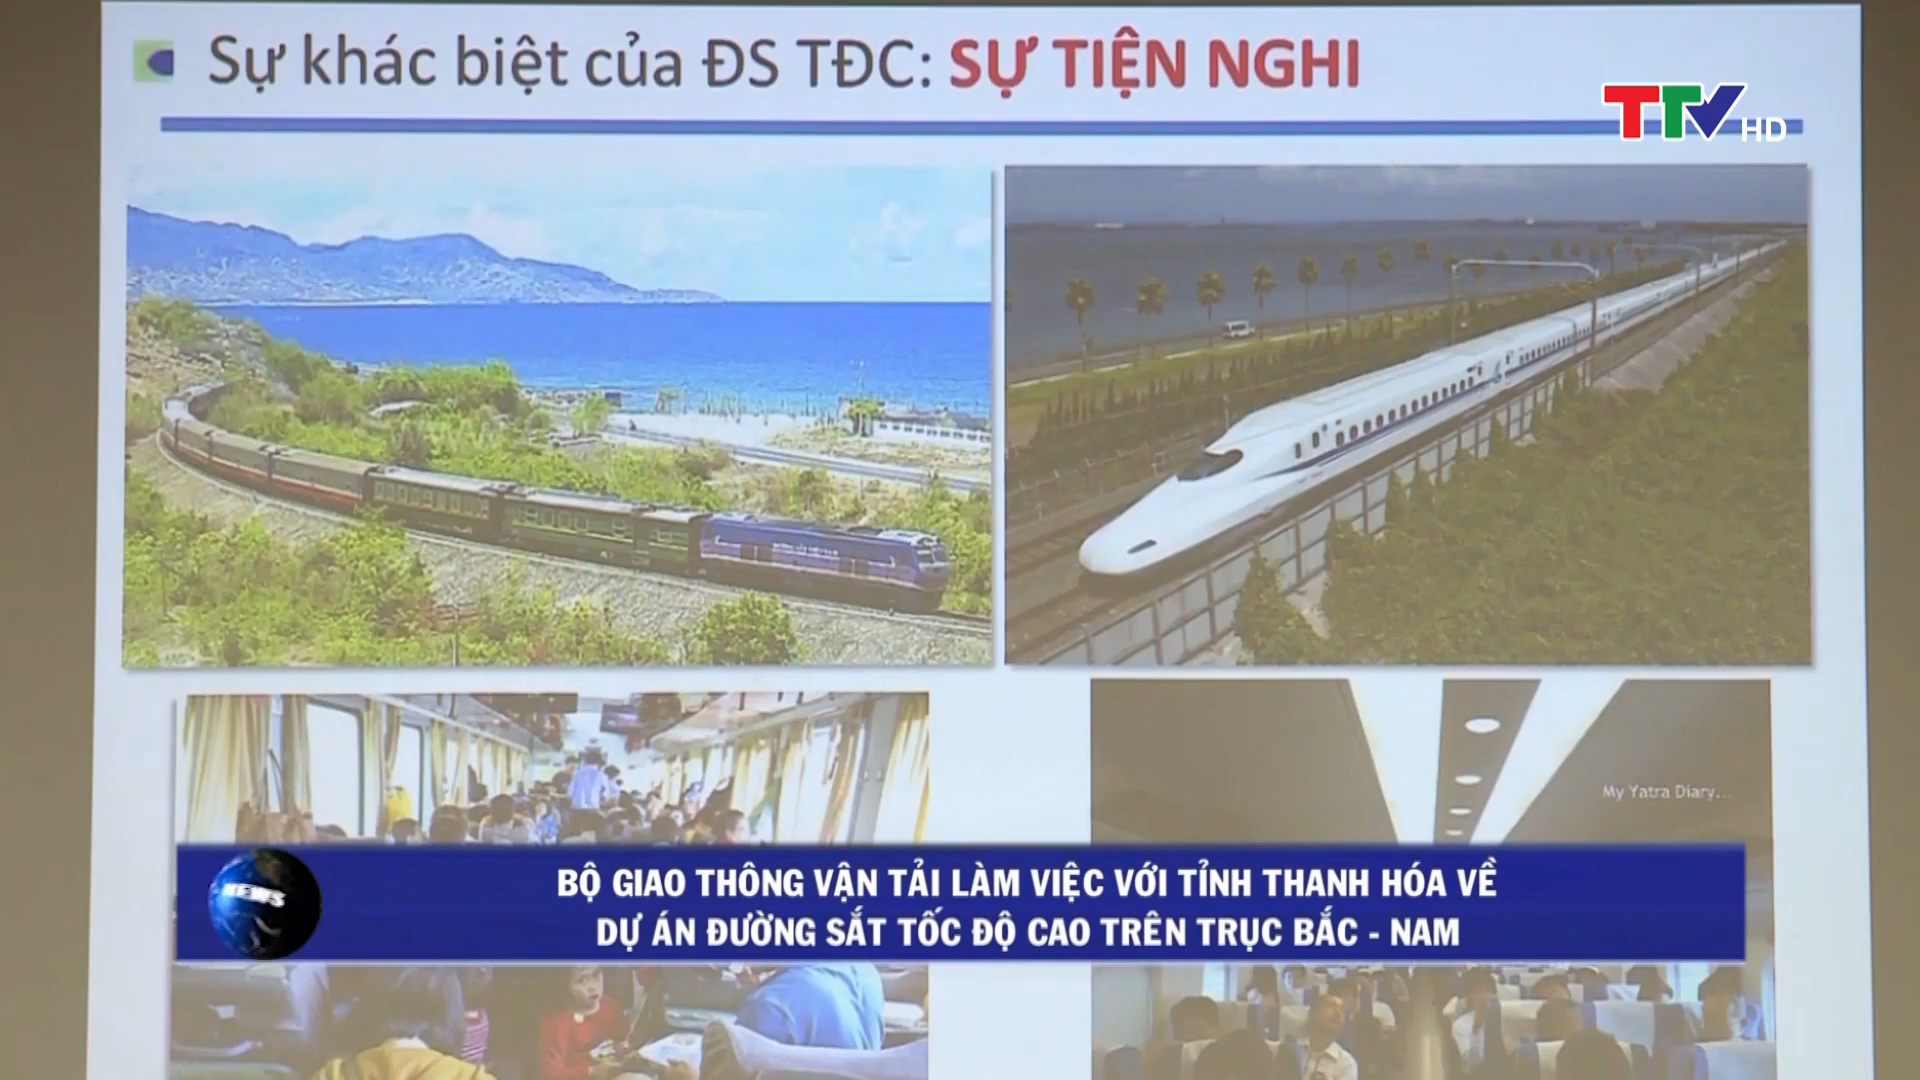 Sự khác biệt của ĐS TĐC: SỰ TIỆN NGHI
TTV HD
My Yatra Diary...
NEWS
BỘ GIAO THÔNG VẬN TẢI LÀM VIỆC VỚI TỈNH THANH HÓA VỀ
DỰ ÁN ĐƯỜNG SẮT TỐC ĐỘ CAO TRÊN TRỤC BẮC - NAM